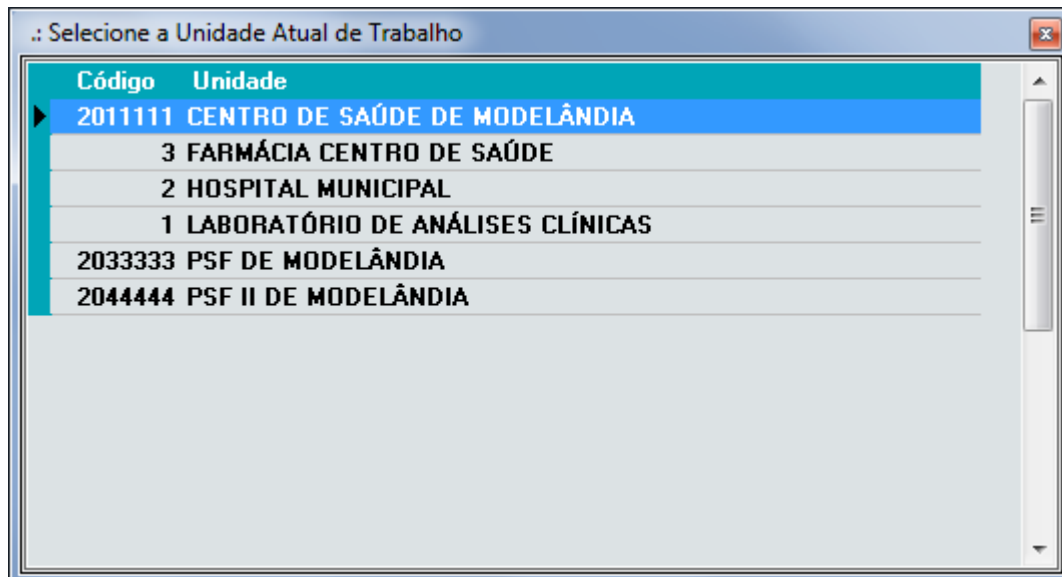 .: Selecione a Unidade Atual de Trabalho
Código Unidade
2011111 CENTRO DE SAÚDE DE MODELÂNDIA
3 FARMÁCIA CENTRO DE SAÚDE
2 HOSPITAL MUNICIPAL
1 LABORATÓRIO DE ANÁLISES CLÍNICAS
2033333 PSF DE MODELÂNDIA
2044444 PSF II DE MODELÂNDIA